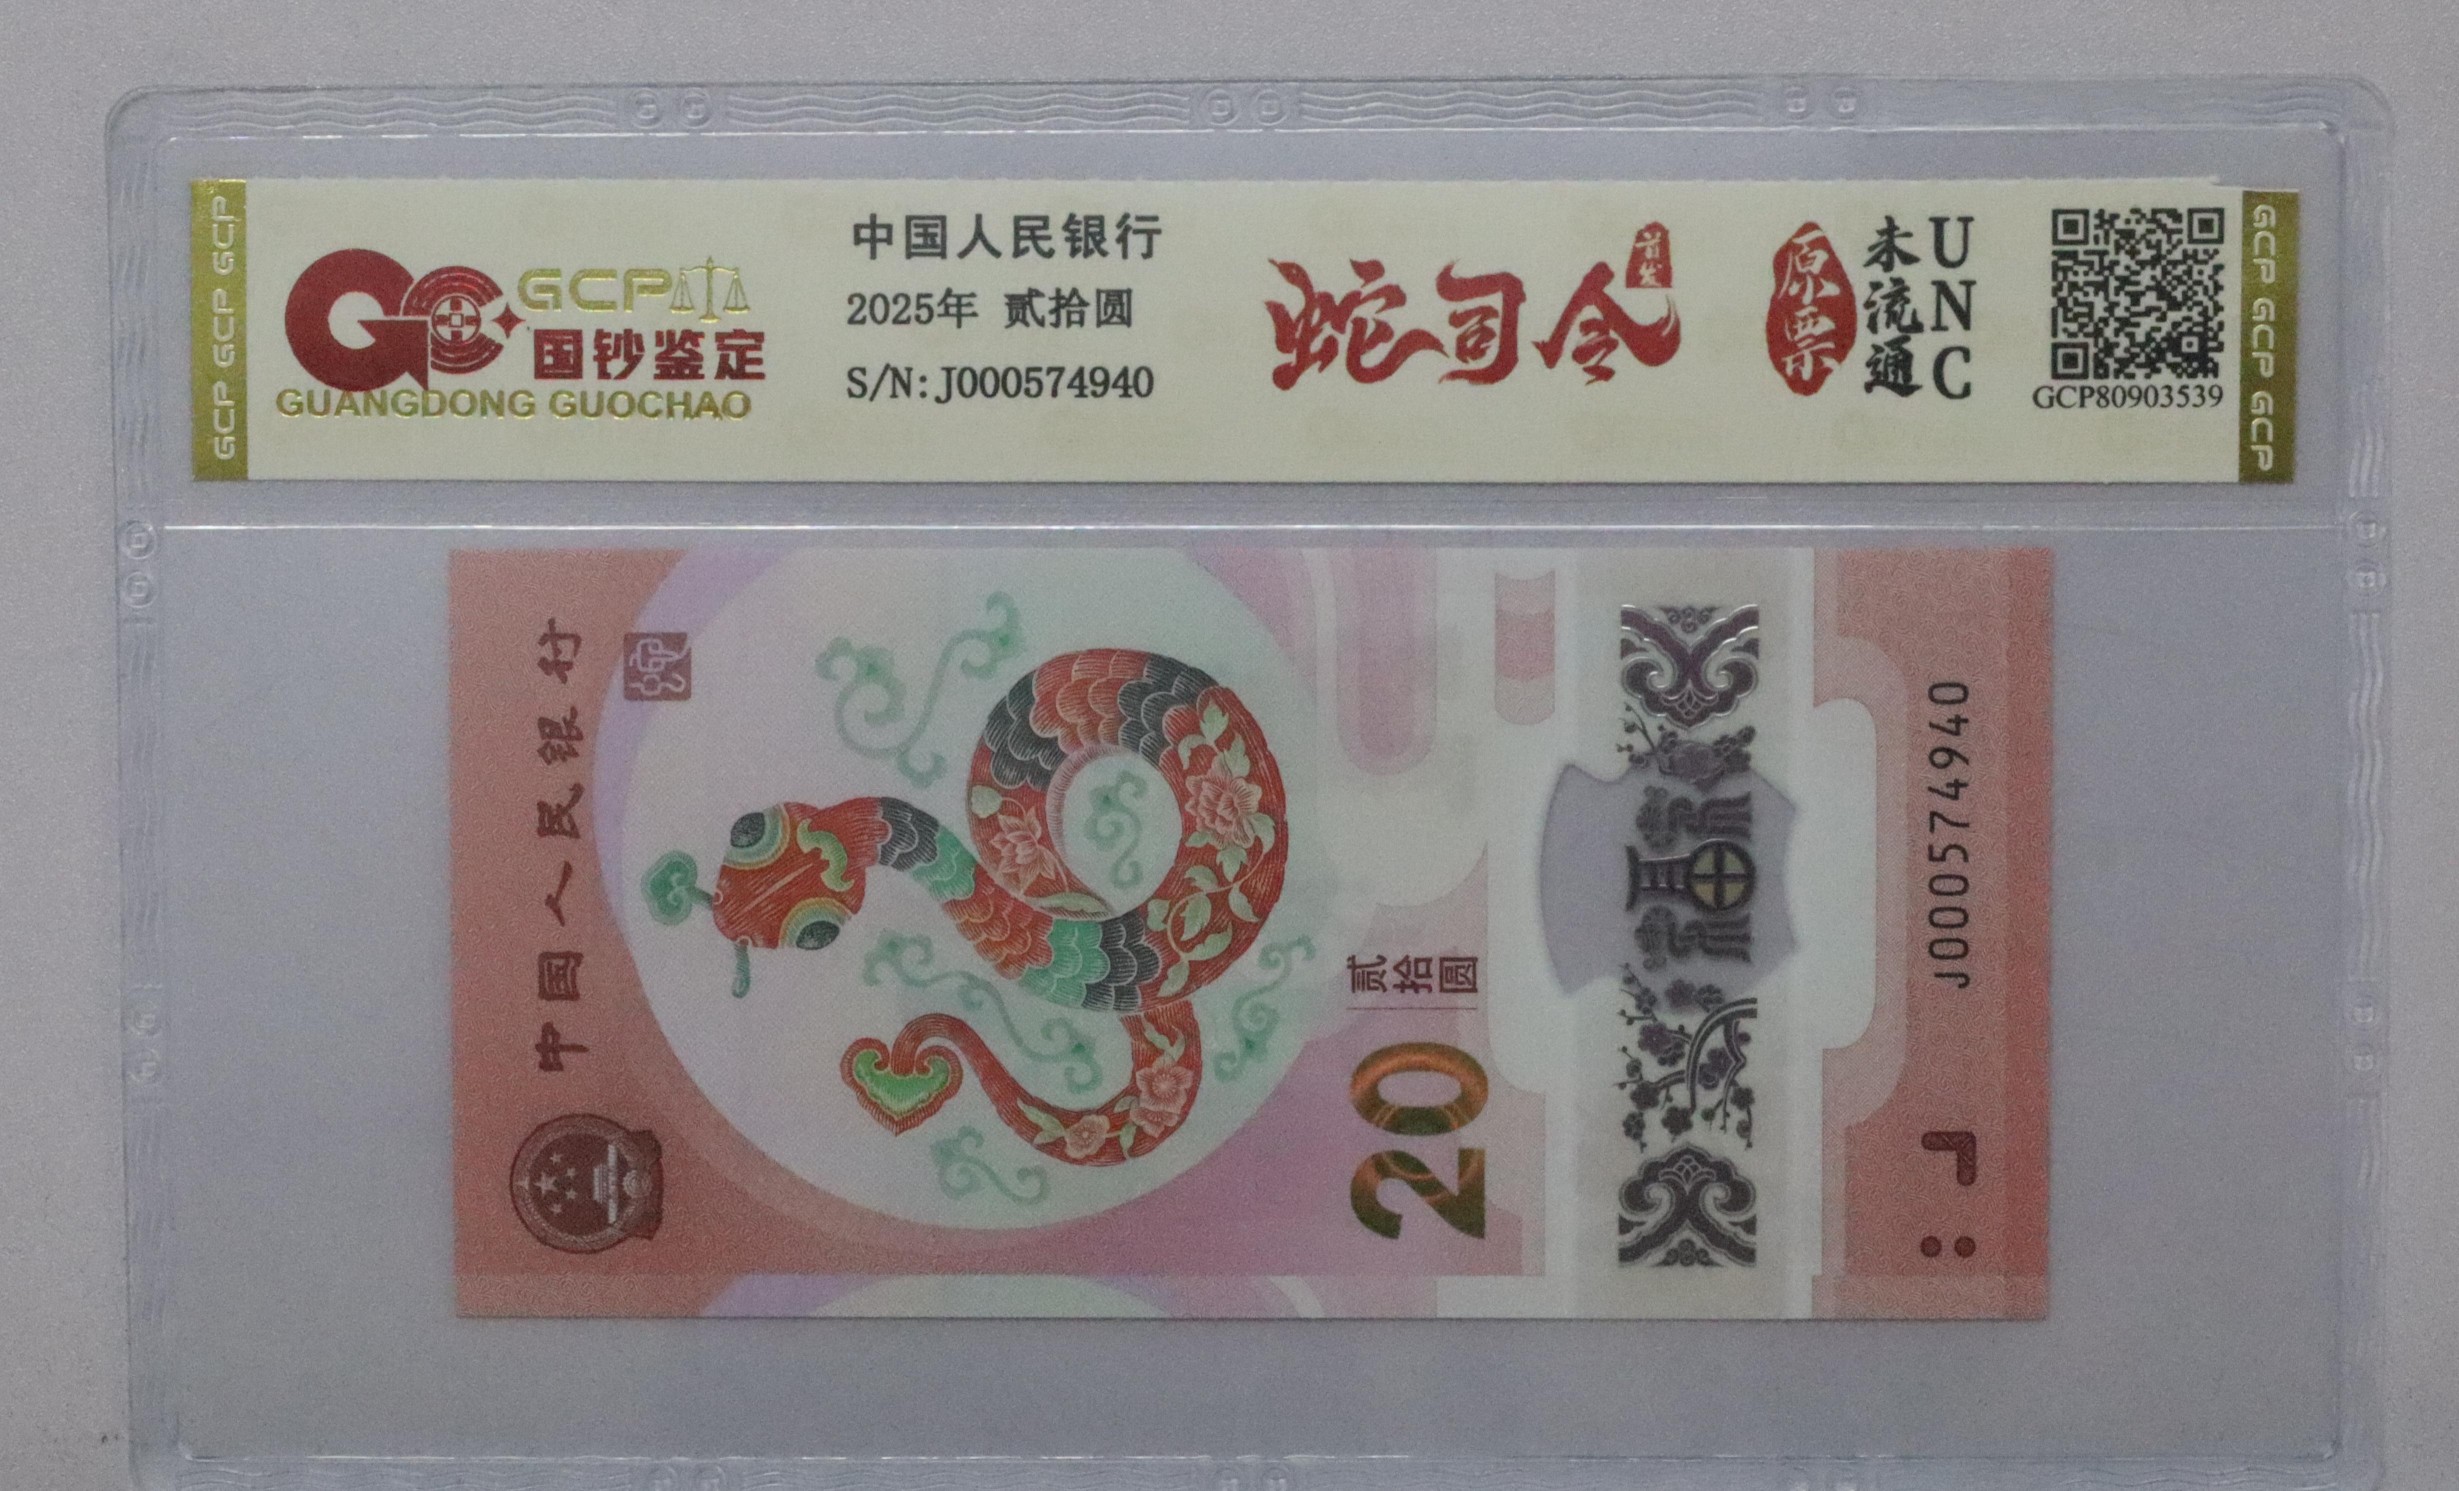 GCP GCP GCP
GCP
国钞鉴定
GUANGDONG GUOCHAO
中国人民银行
2025年 贰拾圆
S/N:J000574940
蛇司令
首发
原票
未流通
UNC
GCP80903539
GCP GCP GCP
中国人民银行
贰拾圆
20
福
J000574940